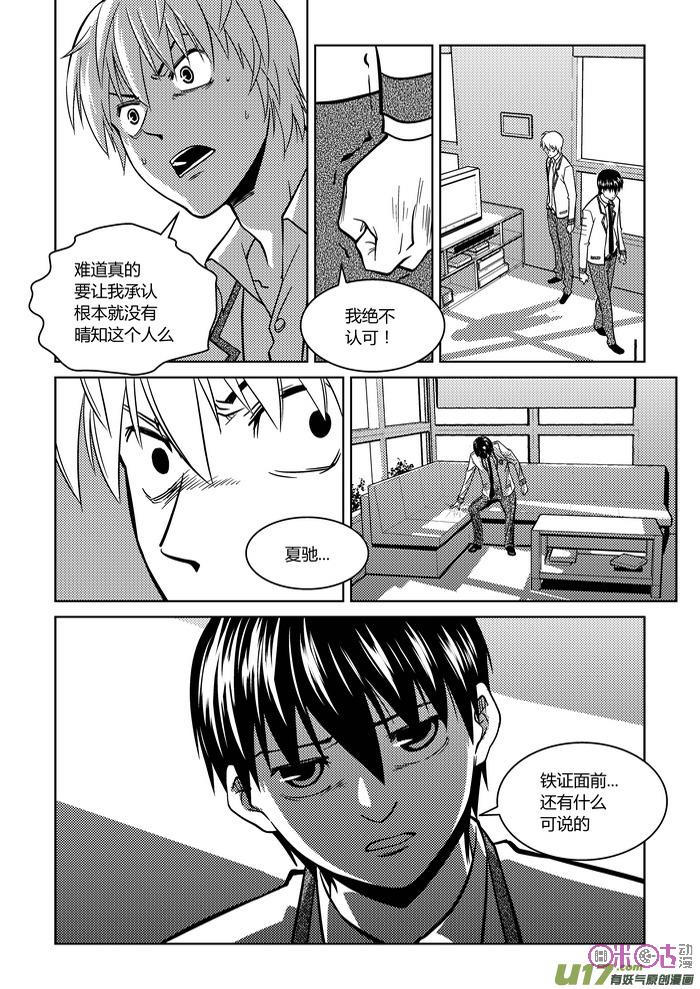 难道真的
要让我承认
根本就没有
晴知这个人么
我绝不
认可！
夏驰...
铁证面前...
还有什么
可说的
咪咕动漫
U17.com
有妖气原创漫画